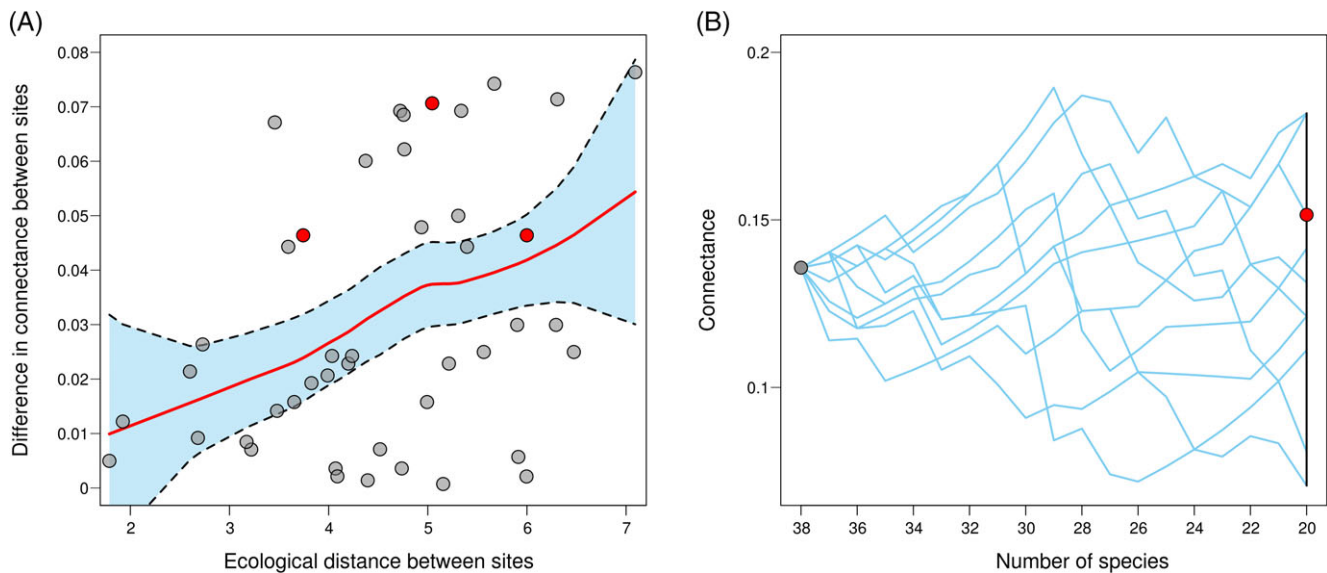 (A)
Difference in connectance between sites
0.08
0.07
0.06
0.05
0.04
0.03
0.02
0.01
0
2 3 4 5 6 7
Ecological distance between sites
(B)
Connectance
0.2
0.15
0.1
38 36 34 32 30 28 26 24 22 20
Number of species